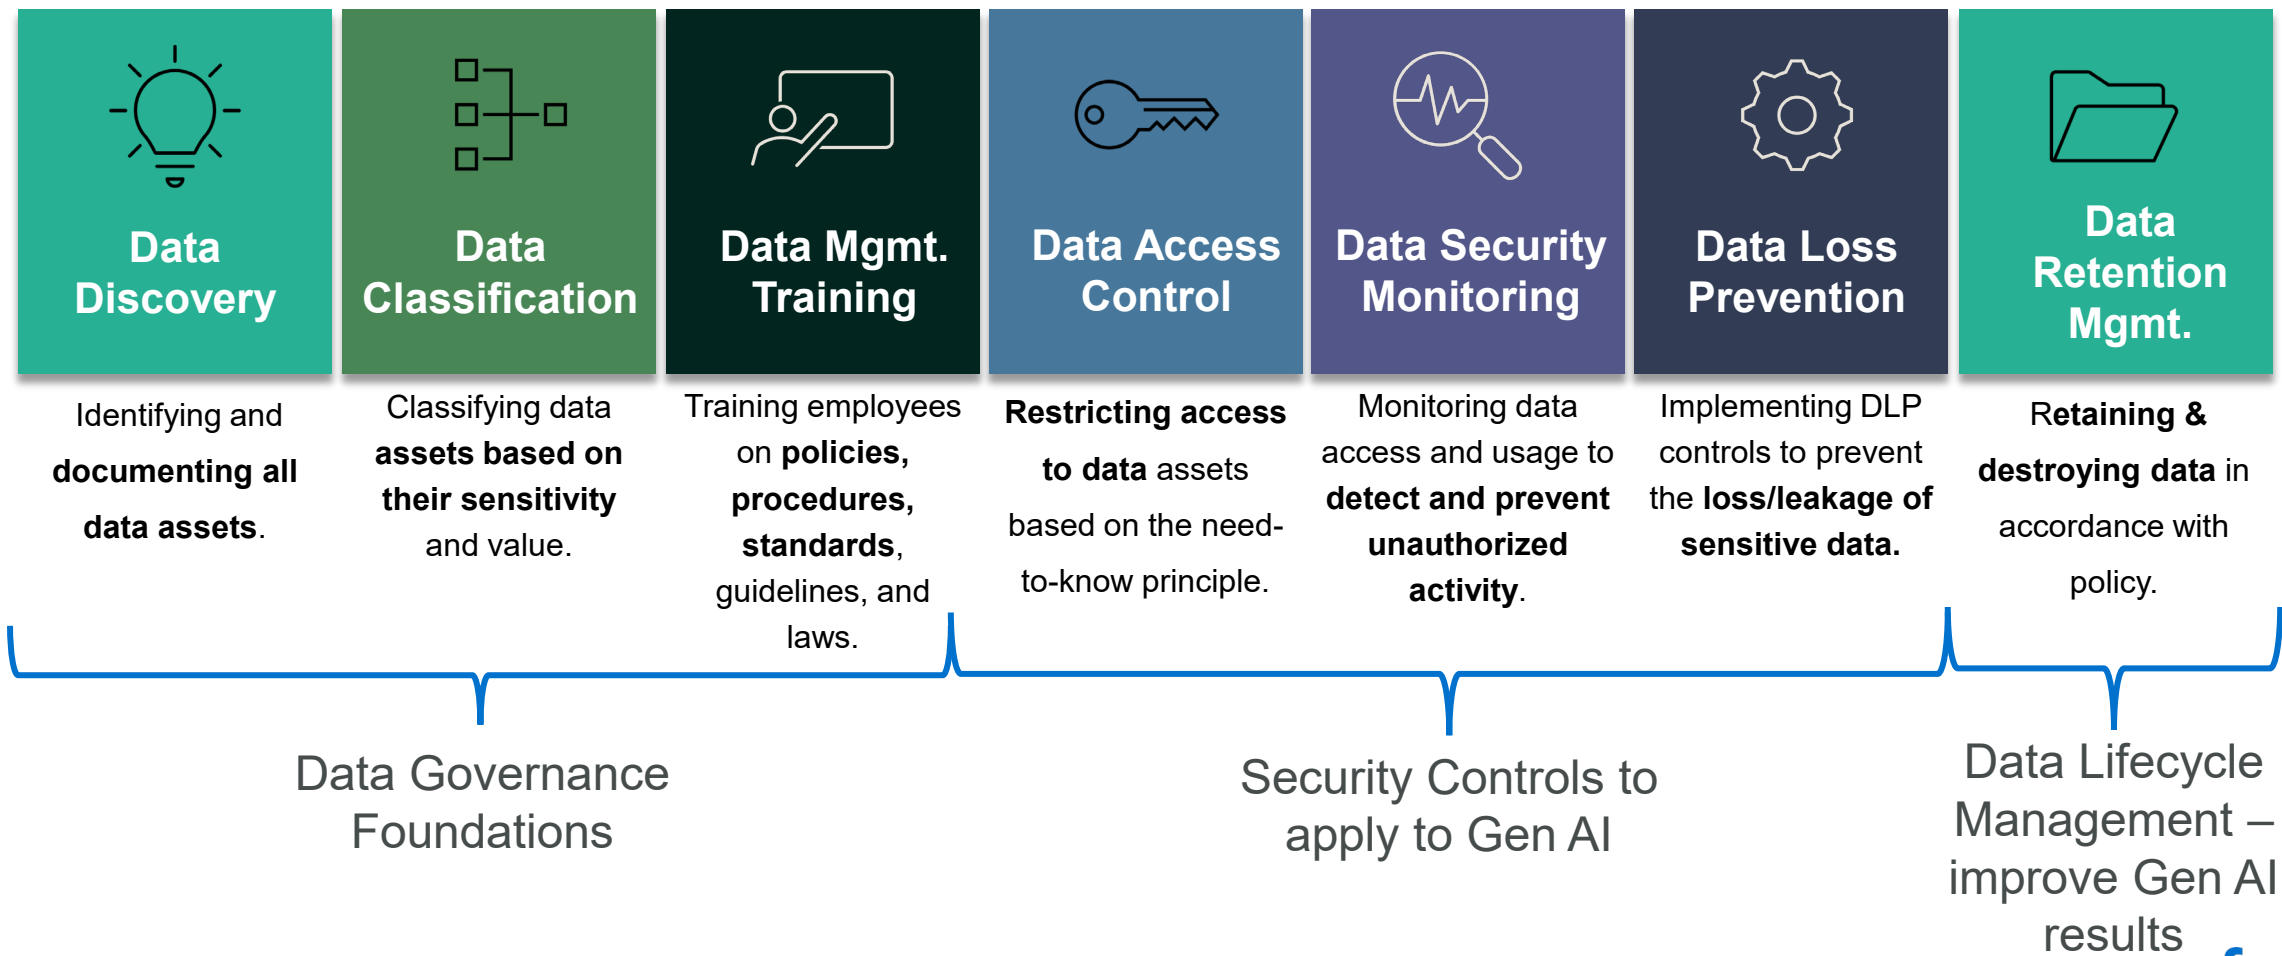 Data
Discovery
Identifying and
documenting all
data assets.
Data
Classification
Classifying data
assets based on
their sensitivity
and value.
Data Mgmt.
Training
Training employees
on policies,
procedures,
standards,
guidelines, and
laws.
Data Access
Control
Restricting access
to data assets
based on the need-
to-know principle.
Data Security
Monitoring
Monitoring data
access and usage to
detect and prevent
unauthorized
activity.
Data Loss
Prevention
Implementing DLP
controls to prevent
the loss/leakage of
sensitive data.
Data
Retention
Mgmt.
Retaining &
destroying data in
accordance with
policy.
Data Governance
Foundations
Security Controls to
apply to Gen AI
Data Lifecycle
Management –
improve Gen AI
results